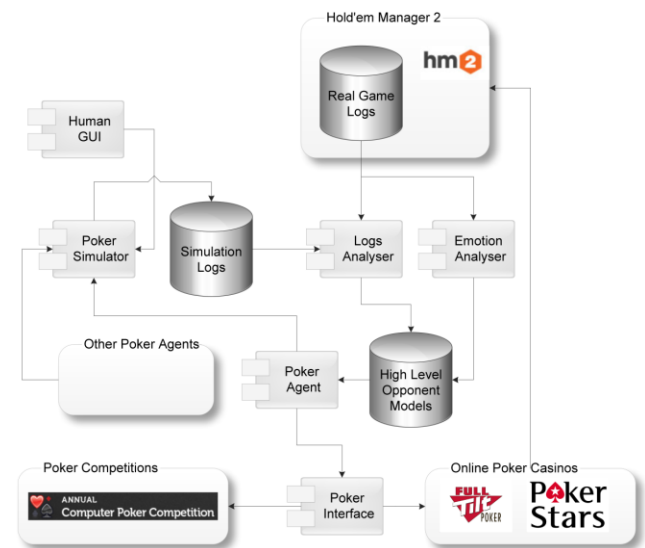 Hold'em Manager 2
hm2
Real Game
Logs
Human
GUI
Poker
Simulator
Simulation
Logs
Logs
Analyser
Emotion
Analyser
Other Poker Agents
Poker
Agent
High Level
Opponent
Models
Poker Competitions
ANNUAL
Computer Poker Competition
Poker
Interface
Online Poker Casinos
FULL
TILT
POKER
PokerStars